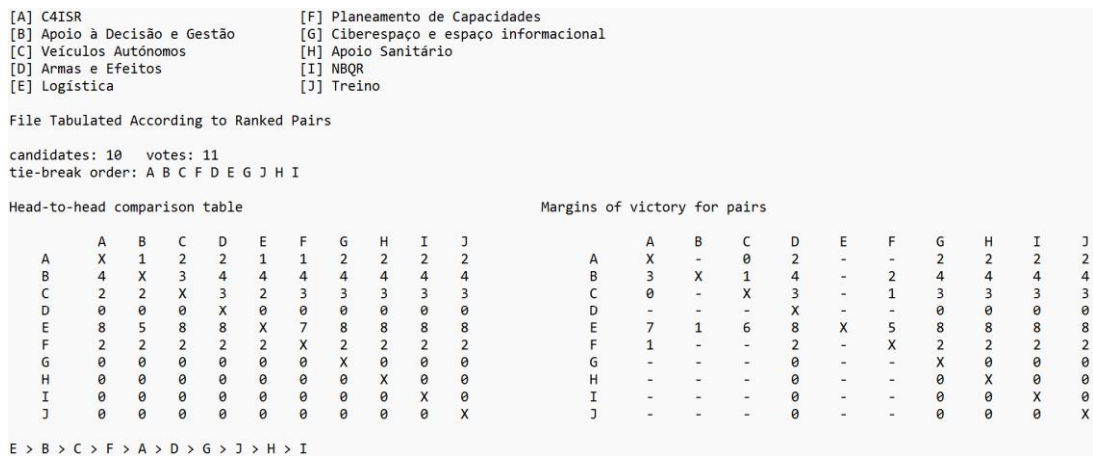 [A] C4ISR [F] Planeamento de Capacidades
[B] Apoio à Decisão e Gestão [G] Ciberespaço e espaço informacional
[C] Veículos Autónomos [H] Apoio Sanitário
[D] Armas e Efeitos [I] NBQR
[E] Logística [J] Treino
File Tabulated According to Ranked Pairs
candidates: 10 votes: 11
tie-break order: A B C F D E G J H I
Head-to-head comparison table Margins of victory for pairs
A B C D E F G H I J A B C D E F G H I J
A X 1 2 2 1 1 2 2 2 2 A X - 0 2 - - 2 2 2 2
B 4 X 3 4 4 4 4 4 4 4 B 3 X 1 4 - 2 4 4 4 4
C 2 2 X 3 2 3 3 3 3 3 C 0 - X 3 - 1 3 3 3 3
D 0 0 0 X 0 0 0 0 0 0 D - - - X - - 0 0 0 0
E 8 5 8 8 X 7 8 8 8 8 E 7 1 6 8 X 5 8 8 8 8
F 2 2 2 2 2 X 2 2 2 2 F 1 - - 2 - X 2 2 2 2
G 0 0 0 0 0 0 X 0 0 0 G - - - 0 - - X 0 0 0
H 0 0 0 0 0 0 0 X 0 0 H - - - 0 - - 0 X 0 0
I 0 0 0 0 0 0 0 0 X 0 I - - - 0 - - 0 0 X 0
J 0 0 0 0 0 0 0 0 0 X J - - - 0 - - 0 0 0 X
E > B > C > F > A > D > G > J > H > I